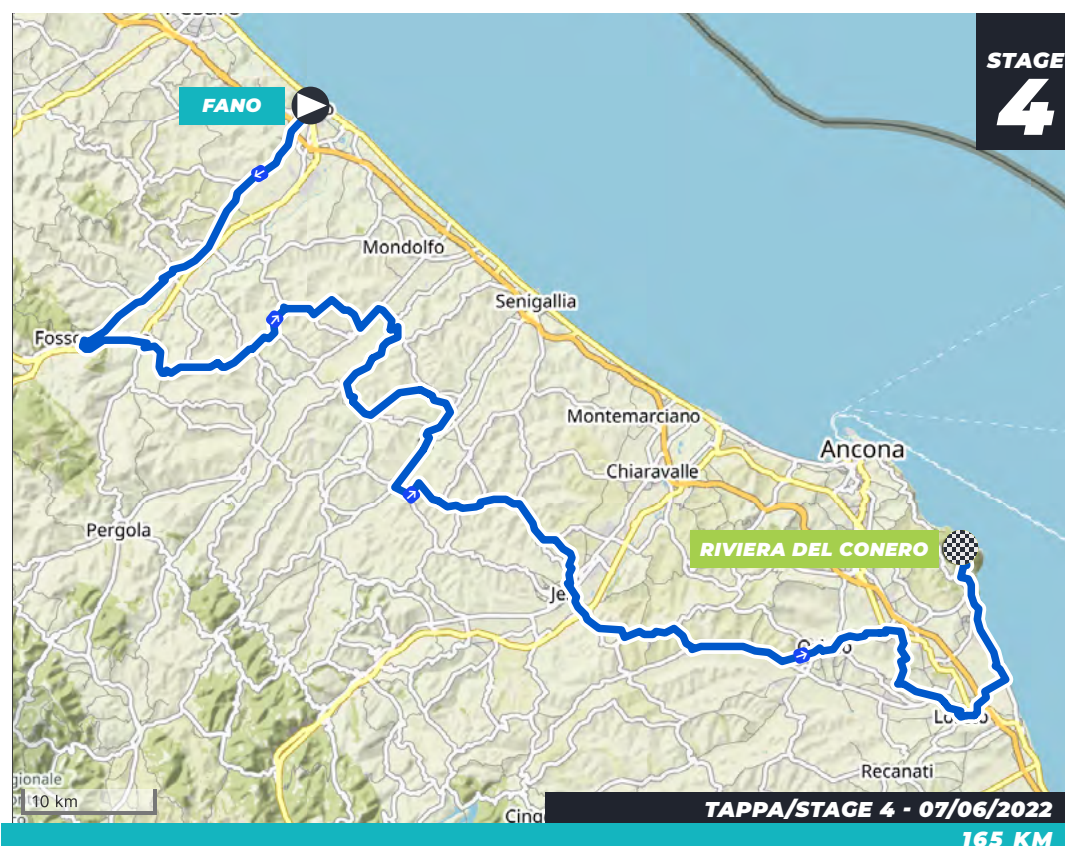 STAGE
4
FANO
Mondolfo
Senigallia
Montemarciano
Ancona
Chiaravalle
Pergola
RIVIERA DEL CONERO
Recanati
10 km
TAPPA/STAGE 4 - 07/06/2022
165 KM